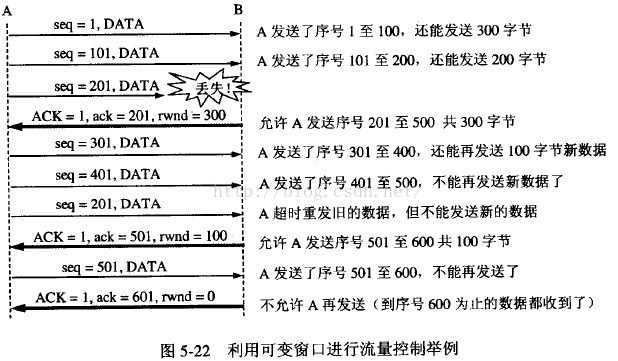 A B
seq = 1, DATA A 发送了序号 1 至 100，还能发送 300 字节
seq = 101, DATA A 发送了序号 101 至 200，还能发送 200 字节
seq = 201, DATA 丢失！
ACK = 1, ack = 201, rwnd = 300 允许 A 发送序号 201 至 500 共 300 字节
seq = 301, DATA A 发送了序号 301 至 400，还能再发送 100 字节新数据
seq = 401, DATA A 发送了序号 401 至 500，不能再发送新数据了
http://blog.csdn.net/
seq = 201, DATA A 超时重发旧的数据，但不能发送新的数据
ACK = 1, ack = 501, rwnd = 100 允许 A 发送序号 501 至 600 共 100 字节
seq = 501, DATA A 发送了序号 501 至 600，不能再发送了
ACK = 1, ack = 601, rwnd = 0 不允许 A 再发送（到序号 600 为止的数据都收到了）
图 5-22 利用可变窗口进行流量控制举例